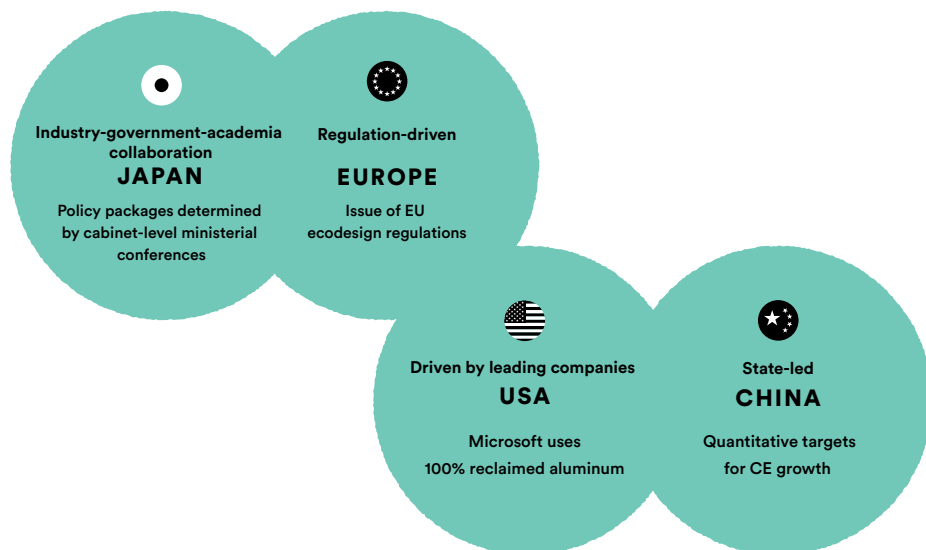 Industry-government-academia
collaboration
JAPAN
Policy packages determined
by cabinet-level ministerial
conferences
Regulation-driven
EUROPE
Issue of EU
ecodesign regulations
Driven by leading companies
USA
Microsoft uses
100% reclaimed aluminum
State-led
CHINA
Quantitative targets
for CE growth